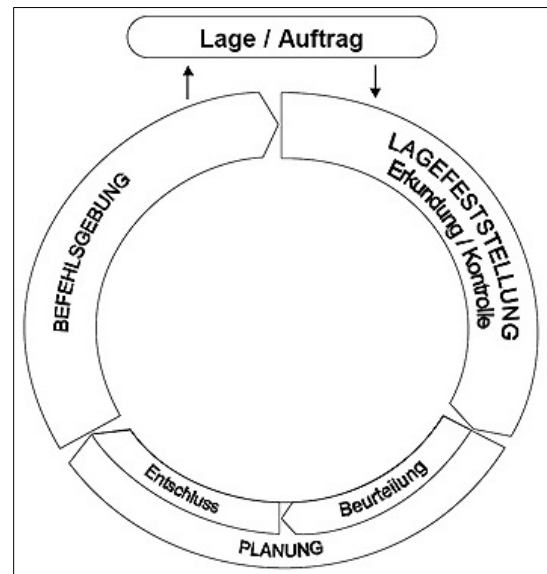 Lage / Auftrag
LAGEFESTSTELLUNG
Erkundung / Kontrolle
Beurteilung
PLANUNG
Entschluss
BEFEHLSGEBUNG